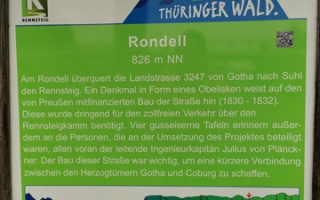 THÜRINGER WALD.
RENNSTEIG
Rondell
826 m NN
Am Rondell überquert die Landstrasse 3247 von Gotha nach Suhl
den Rennsteig. Ein Denkmal in Form eines Obelisken weist auf den
von Preußen mitfinanzierten Bau der Straße hin (1830 - 1832).
Diese wurde dringend für den zollfreien Verkehr über den
Rennsteigkamm benötigt. Vier gusseiserne Tafeln erinnern außer-
dem an die Personen, die an der Umsetzung des Projektes beteiligt
waren, allen voran der leitende Ingenieurkapitän Julius von Plänck-
ner. Der Bau dieser Straße war wichtig, um eine kürzere Verbindung
zwischen den Herzogtümern Gotha und Coburg zu schaffen.